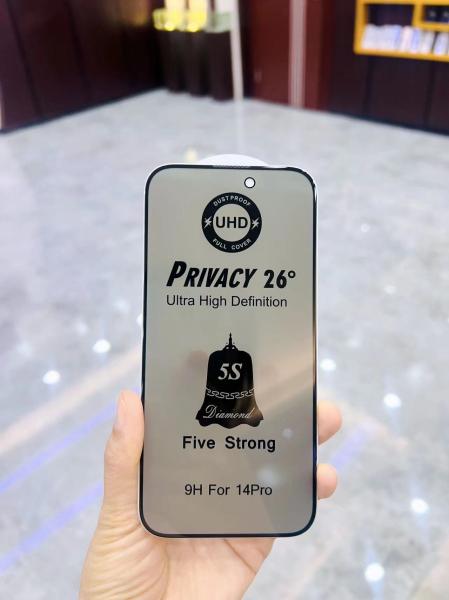 DUSTPROOF
UHD
FULL COVER
PRIVACY 26°
Ultra High Definition
5S
Diamond
Five Strong
9H For 14Pro